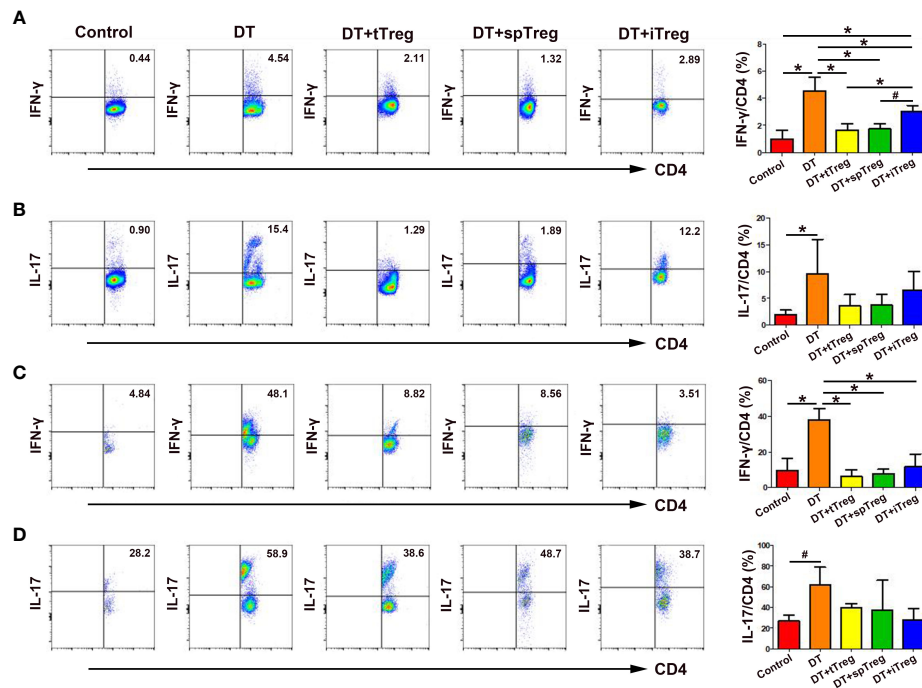 A
Control
DT
DT+tTreg
DT+spTreg
DT+iTreg
IFN-γ
0.44
IFN-γ
4.54
IFN-γ
2.11
IFN-γ
1.32
IFN-γ
2.89
CD4
IFN-γ/CD4 (%)
8
6
4
2
0
* * * * * * #
Control
DT
DT+tTreg
DT+spTreg
DT+iTreg
B
IL-17
0.90
IL-17
15.4
IL-17
1.29
IL-17
1.89
IL-17
12.2
CD4
IL-17/CD4 (%)
20
15
10
5
0
*
Control
DT
DT+tTreg
DT+spTreg
DT+iTreg
C
IFN-γ
4.84
IFN-γ
48.1
IFN-γ
8.82
IFN-γ
8.56
IFN-γ
3.51
CD4
IFN-γ/CD4 (%)
60
40
20
0
* * * *
Control
DT
DT+tTreg
DT+spTreg
DT+iTreg
D
IL-17
28.2
IL-17
58.9
IL-17
38.6
IL-17
48.7
IL-17
38.7
CD4
IL-17/CD4 (%)
100
80
60
40
20
0
#
Control
DT
DT+tTreg
DT+spTreg
DT+iTreg